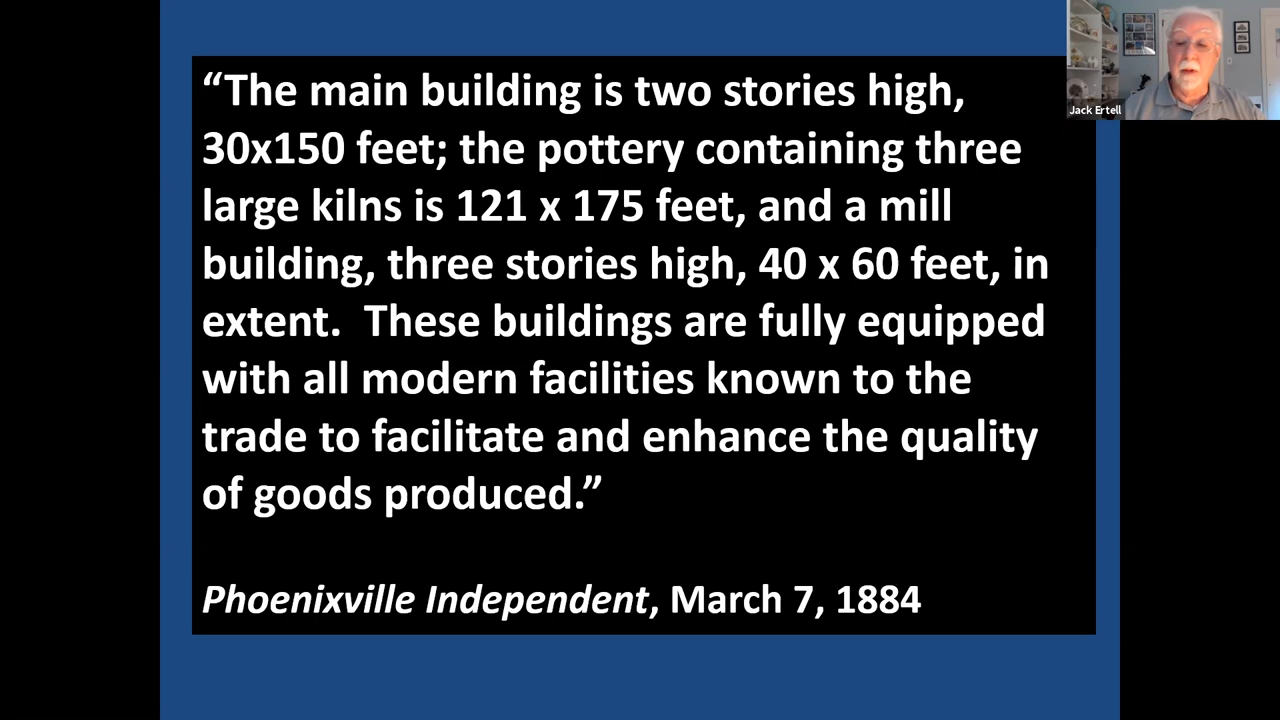 “The main building is two stories high,
30x150 feet; the pottery containing three
large kilns is 121 x 175 feet, and a mill
building, three stories high, 40 x 60 feet, in
extent.  These buildings are fully equipped
with all modern facilities known to the
trade to facilitate and enhance the quality
of goods produced.”
Phoenixville Independent, March 7, 1884
Jack Ertell